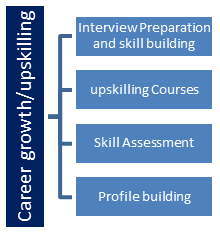 Career growth/upskilling
Interview Preparation
and skill building
upskilling Courses
Skill Assessment
Profile building